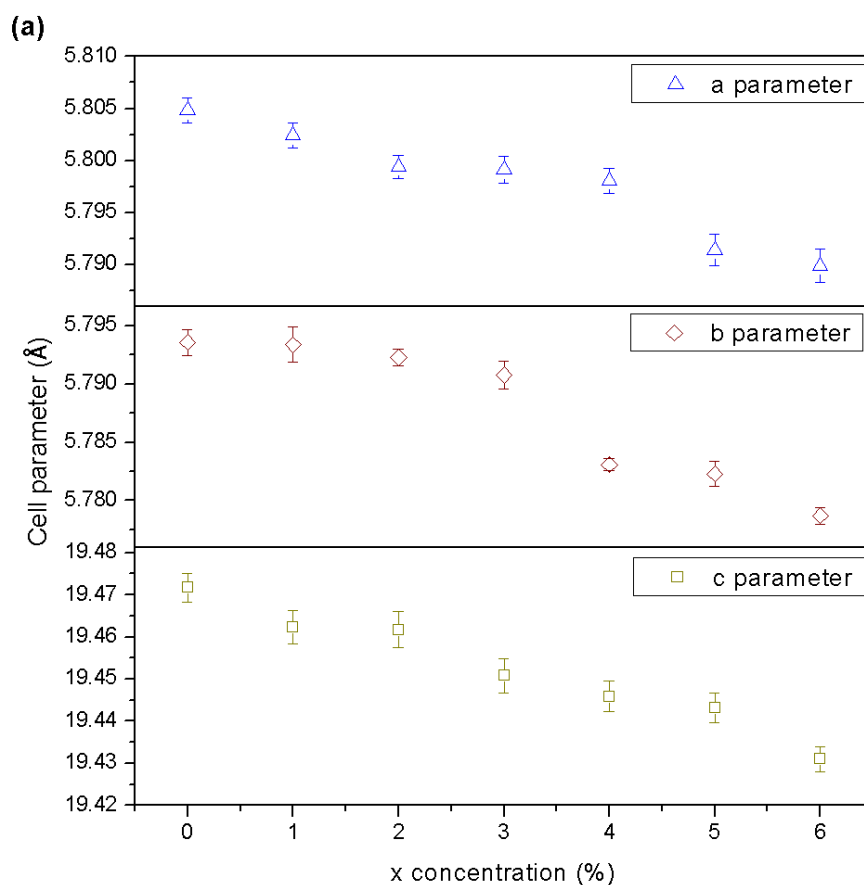 (a)
5.810
5.805
5.800
5.795
5.790
a parameter
5.795
5.790
5.785
5.780
b parameter
19.48
19.47
19.46
19.45
19.44
19.43
19.42
c parameter
Cell parameter (Å)
0 1 2 3 4 5 6
x concentration (%)